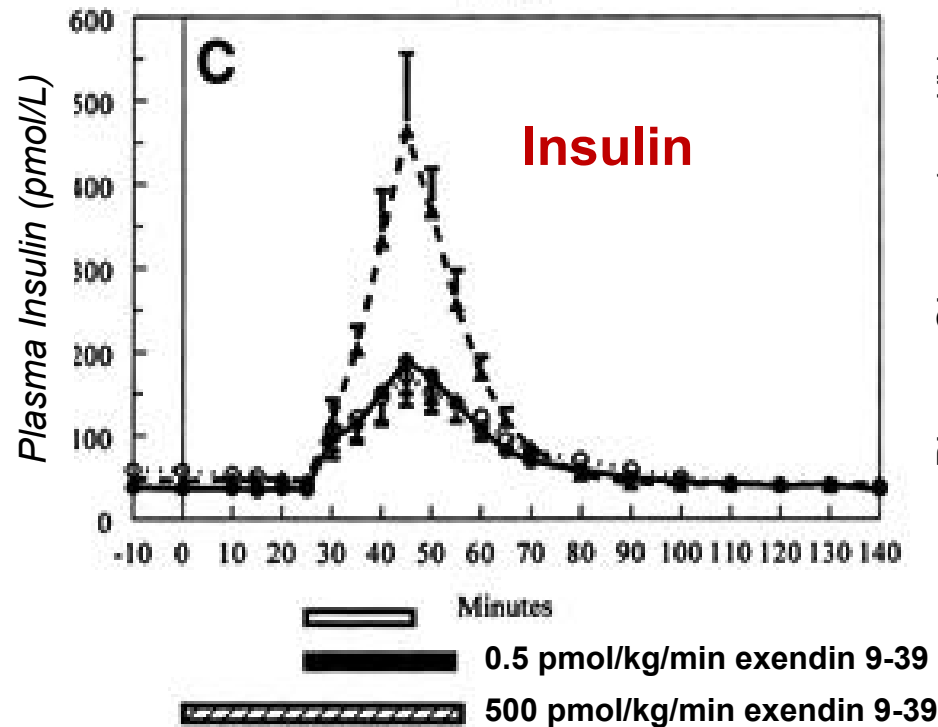 600
C
500
Insulin
400
300
200
100
0
Plasma Insulin (pmol/L)
-10 0 10 20 30 40 50 60 70 80 90 100 110 120 130 140
Minutes
0.5 pmol/kg/min exendin 9-39
500 pmol/kg/min exendin 9-39